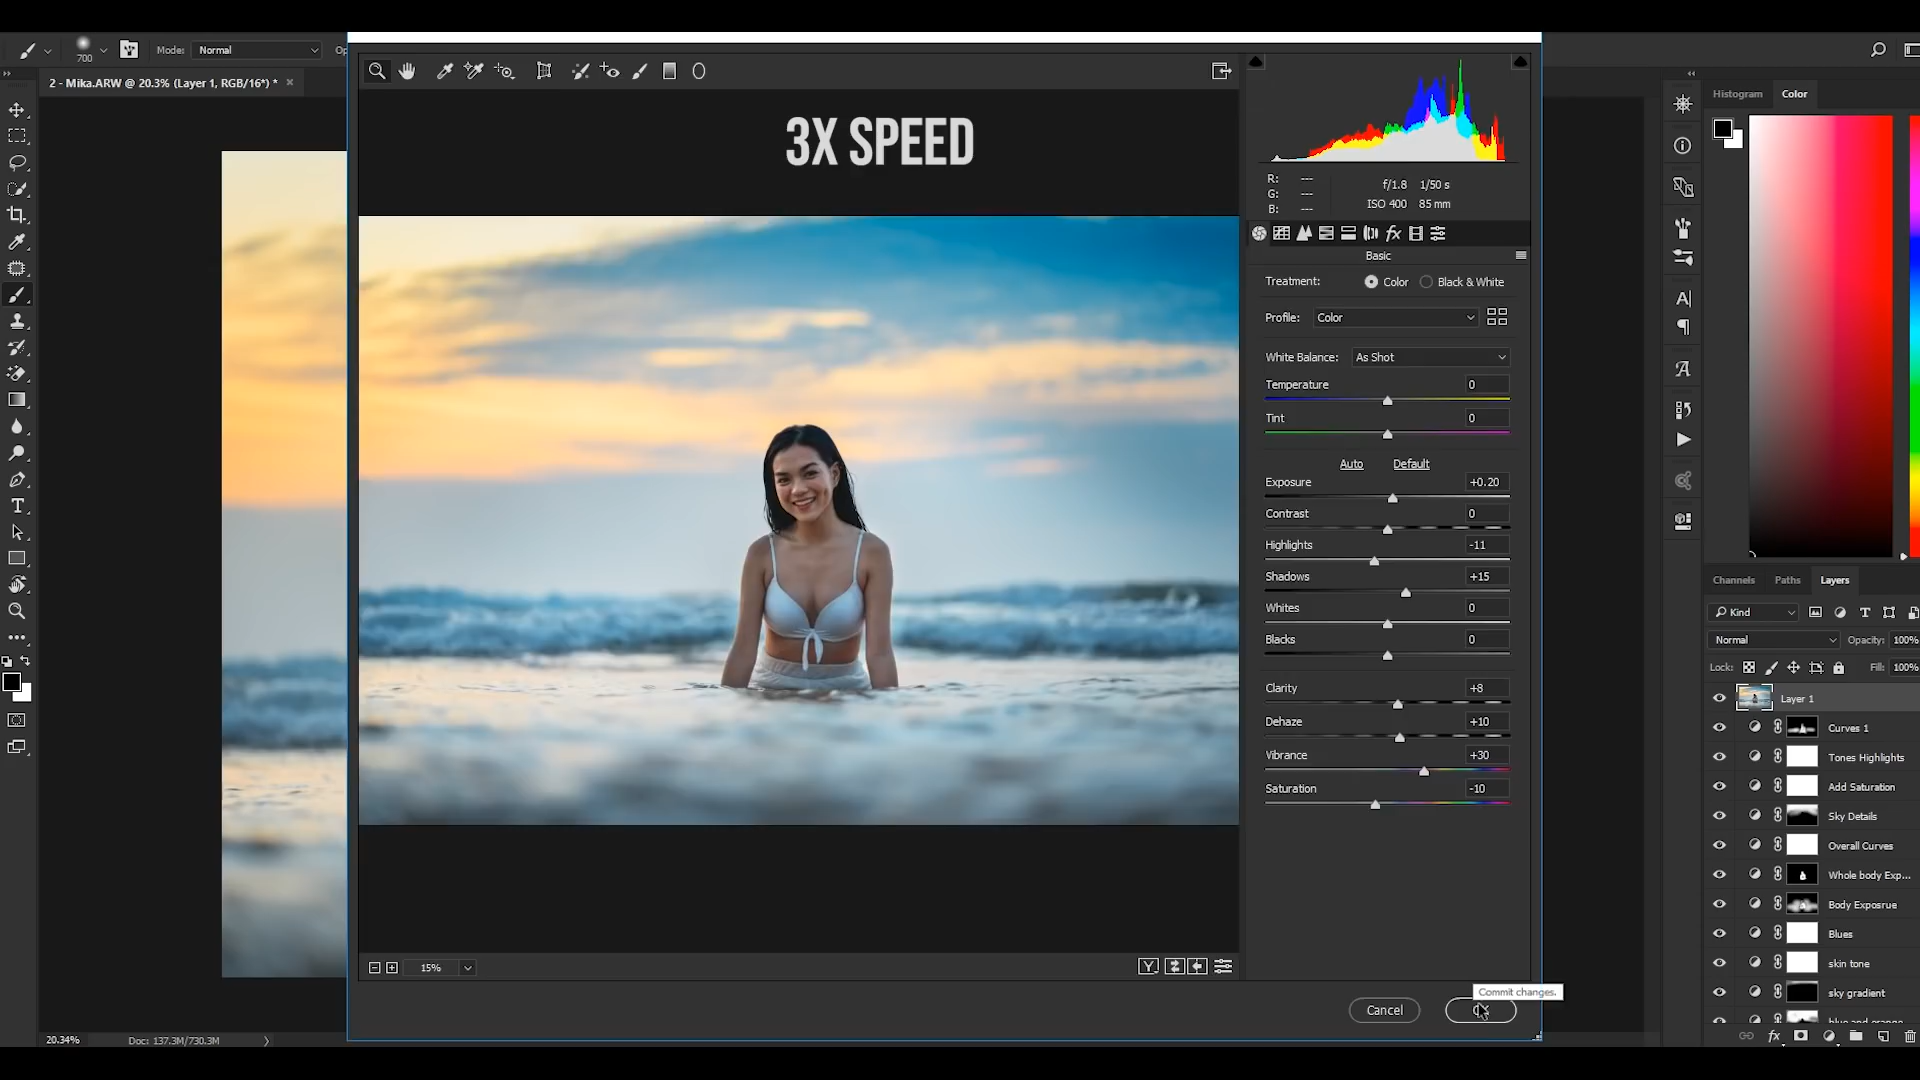 700
Mode: Normal
2 - Mika.ARW @ 20.3% (Layer 1, RGB/16*) *
3X SPEED
R: ---
G: ---
B: ---
f/1.8 1/50 s
ISO 400 85 mm
Basic
Treatment: Color Black & White
Profile: Color
White Balance: As Shot
Temperature 0
Tint 0
Auto Default
Exposure +0.20
Contrast 0
Highlights -11
Shadows +15
Whites 0
Blacks 0
Clarity +8
Dehaze +10
Vibrance +30
Saturation -10
15%
Commit changes.
Cancel
20.34% Doc: 137.3M/730.3M
Histogram Color
Channels Paths Layers
Kind
Normal Opacity: 100%
Lock: Fill: 100%
Layer 1
Curves 1
Tones Highlights
Add Saturation
Sky Details
Overall Curves
Whole body Exp...
Body Exposrue
Blues
skin tone
sky gradient